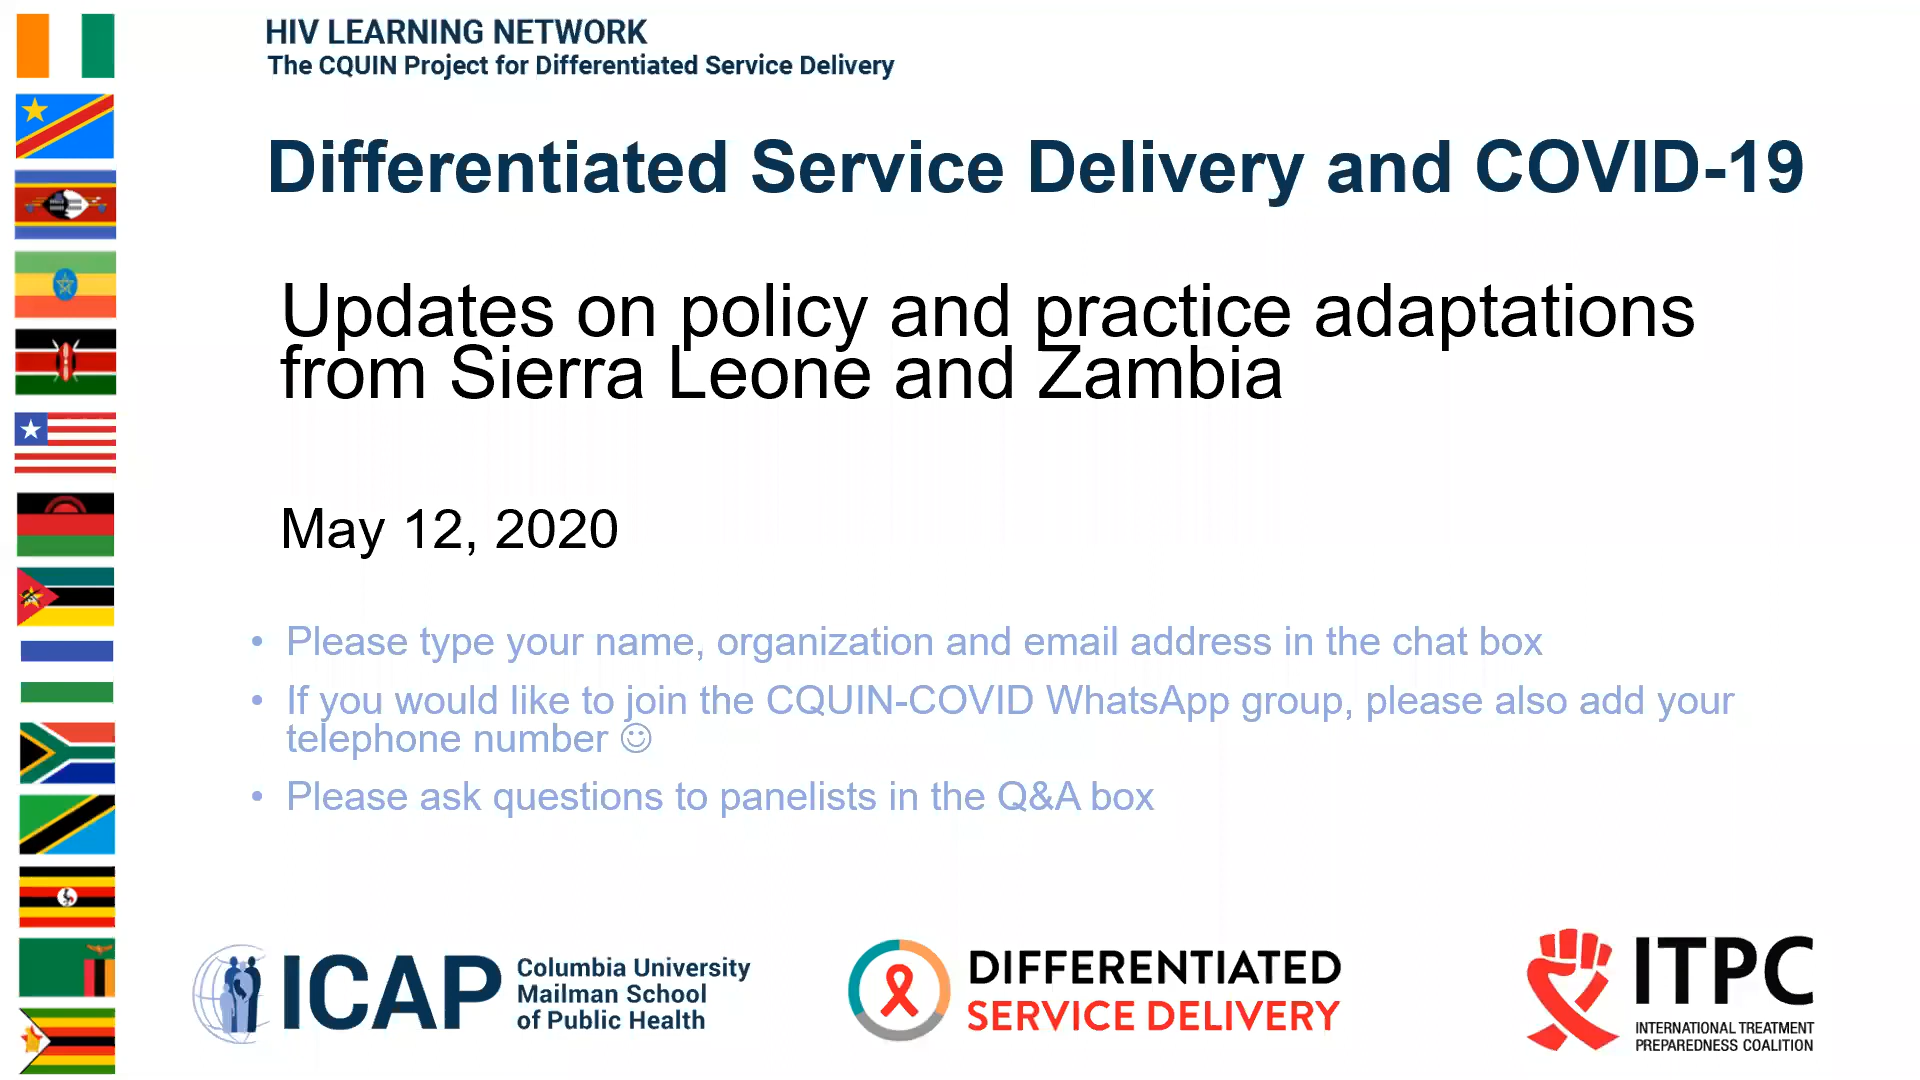 HIV LEARNING NETWORK
The CQUIN Project for Differentiated Service Delivery
Differentiated Service Delivery and COVID-19
Updates on policy and practice adaptations
from Sierra Leone and Zambia
May 12, 2020
• Please type your name, organization and email address in the chat box
• If you would like to join the CQUIN-COVID WhatsApp group, please also add your
telephone number ☺
• Please ask questions to panelists in the Q&A box
ICAP
Columbia University
Mailman School
of Public Health
DIFFERENTIATED
SERVICE DELIVERY
ITPC
INTERNATIONAL TREATMENT
PREPAREDNESS COALITION